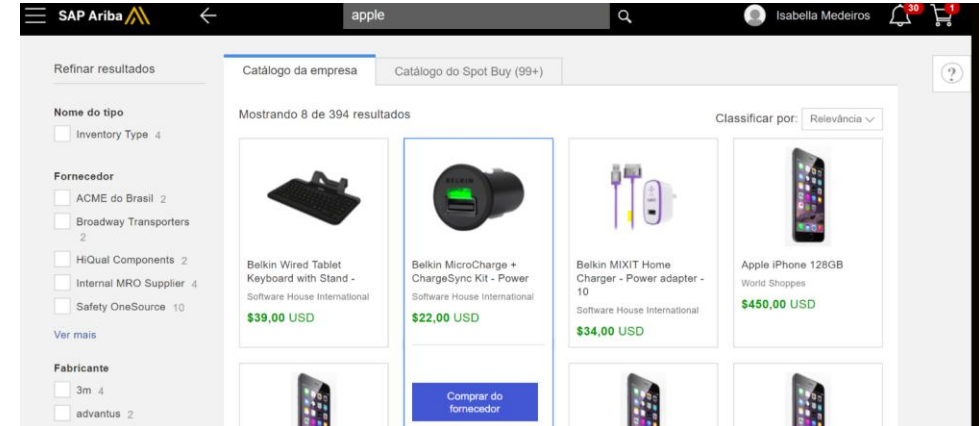 SAP Ariba
apple
Isabella Medeiros
30
1
Refinar resultados
Nome do tipo
Inventory Type 4
Fornecedor
ACME do Brasil 2
Broadway Transporters
2
HiQual Components 2
Internal MRO Supplier 4
Safety OneSource 10
Ver mais
Fabricante
3m 4
advantus 2
Catálogo da empresa
Catálogo do Spot Buy (99+)
?
Mostrando 8 de 394 resultados
Classificar por: Relevância
Belkin Wired Tablet
Keyboard with Stand -
Software House International
$39,00 USD
BELKIN
Belkin MicroCharge +
ChargeSync Kit - Power
Software House International
$22,00 USD
Comprar do
fornecedor
Belkin MIXIT Home
Charger - Power adapter -
10
Software House International
$34,00 USD
Apple iPhone 128GB
World Shoppes
$450,00 USD